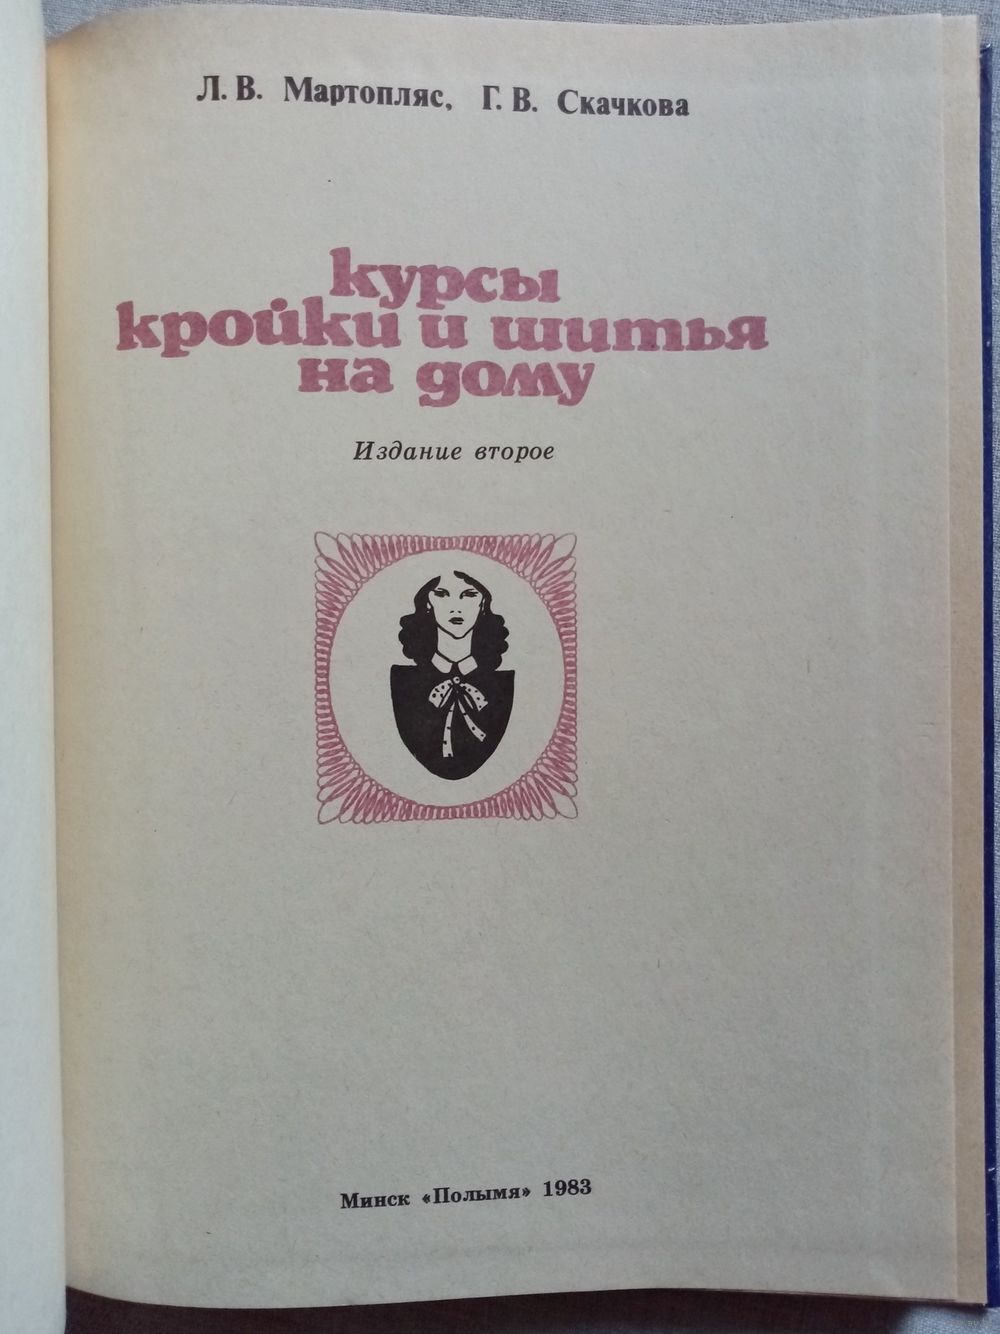 Л. В. Мартопляс, Г. В. Скачкова
курсы
кройки и шитья
на дому
Издание второе
Минск «Полымя» 1983